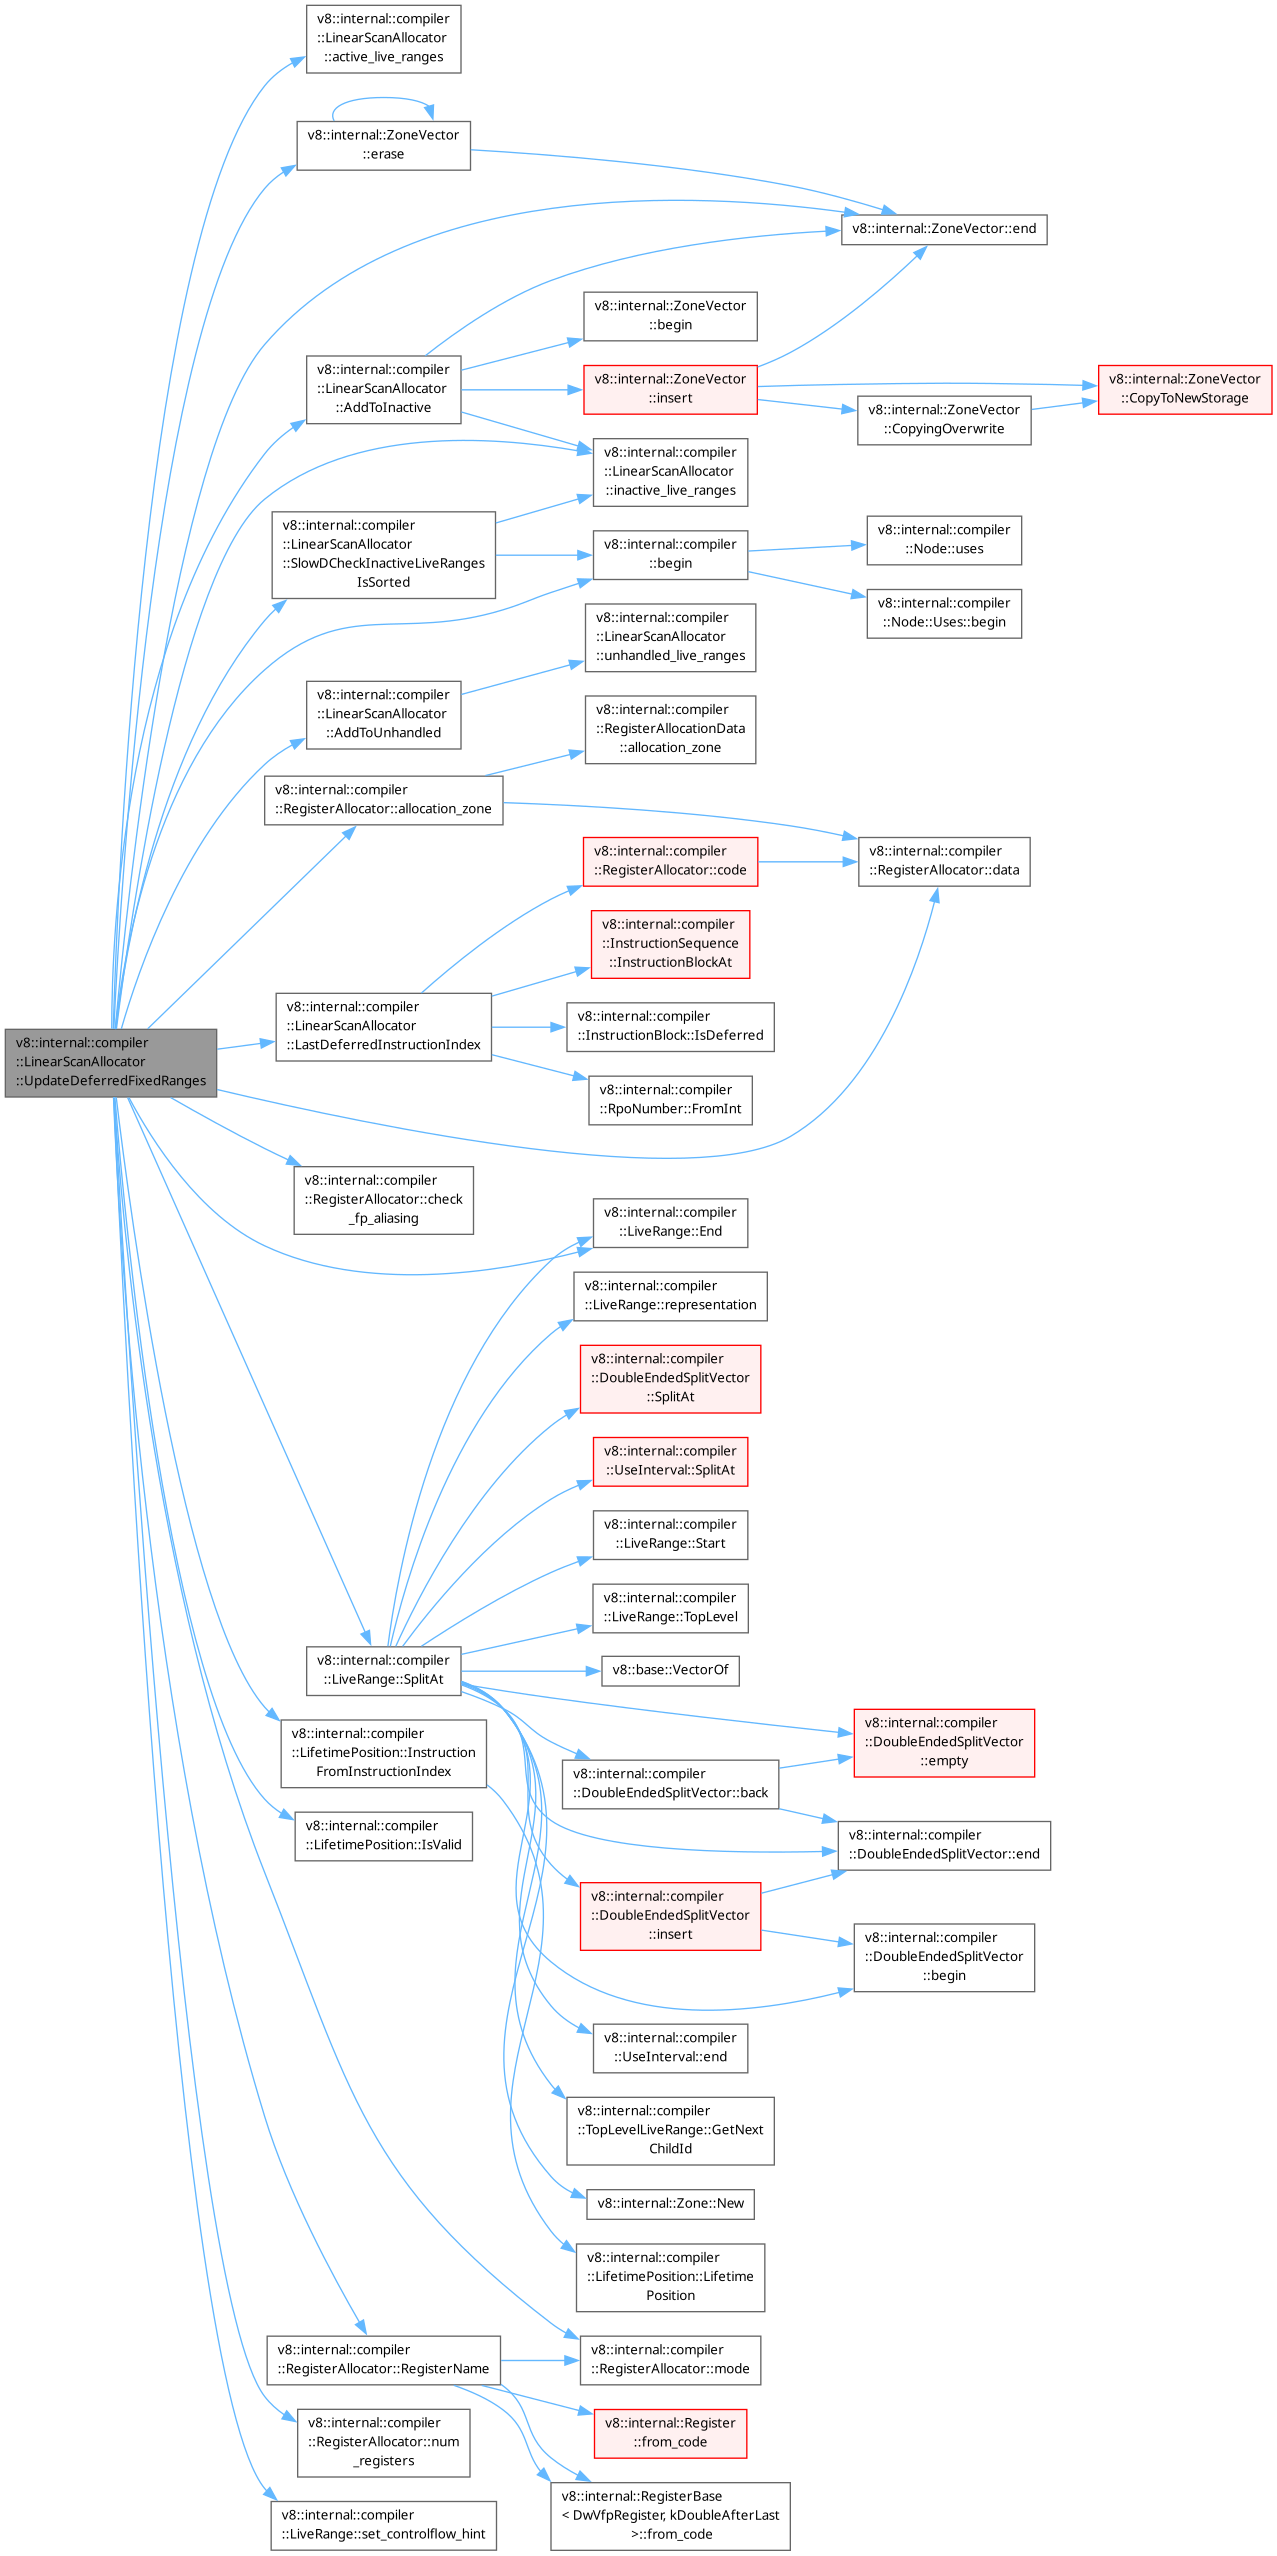 v8::internal::compiler
::LinearScanAllocator
::active_live_ranges
v8::internal::ZoneVector
::erase
v8::internal::ZoneVector::end
v8::internal::ZoneVector
::begin
v8::internal::compiler
::LinearScanAllocator
::AddToInactive
v8::internal::ZoneVector
::insert
v8::internal::ZoneVector
::CopyToNewStorage
v8::internal::ZoneVector
::CopyingOverwrite
v8::internal::compiler
::LinearScanAllocator
::inactive_live_ranges
v8::internal::compiler
::LinearScanAllocator
::SlowDCheckInactiveLiveRanges
IsSorted
v8::internal::compiler
::begin
v8::internal::compiler
::Node::uses
v8::internal::compiler
::Node::Uses::begin
v8::internal::compiler
::LinearScanAllocator
::unhandled_live_ranges
v8::internal::compiler
::LinearScanAllocator
::AddToUnhandled
v8::internal::compiler
::RegisterAllocationData
::allocation_zone
v8::internal::compiler
::RegisterAllocator::allocation_zone
v8::internal::compiler
::RegisterAllocator::code
v8::internal::compiler
::RegisterAllocator::data
v8::internal::compiler
::InstructionSequence
::InstructionBlockAt
v8::internal::compiler
::LinearScanAllocator
::LastDeferredInstructionIndex
v8::internal::compiler
::InstructionBlock::IsDeferred
v8::internal::compiler
::LinearScanAllocator
::UpdateDeferredFixedRanges
v8::internal::compiler
::RpoNumber::FromInt
v8::internal::compiler
::RegisterAllocator::check
_fp_aliasing
v8::internal::compiler
::LiveRange::End
v8::internal::compiler
::LiveRange::representation
v8::internal::compiler
::DoubleEndedSplitVector
::SplitAt
v8::internal::compiler
::UseInterval::SplitAt
v8::internal::compiler
::LiveRange::Start
v8::internal::compiler
::LiveRange::TopLevel
v8::internal::compiler
::LiveRange::SplitAt
v8::base::VectorOf
v8::internal::compiler
::DoubleEndedSplitVector
::empty
v8::internal::compiler
::LifetimePosition::Instruction
FromInstructionIndex
v8::internal::compiler
::DoubleEndedSplitVector::back
v8::internal::compiler
::LifetimePosition::IsValid
v8::internal::compiler
::DoubleEndedSplitVector::end
v8::internal::compiler
::DoubleEndedSplitVector
::insert
v8::internal::compiler
::DoubleEndedSplitVector
::begin
v8::internal::compiler
::UseInterval::end
v8::internal::compiler
::TopLevelLiveRange::GetNext
ChildId
v8::internal::Zone::New
v8::internal::compiler
::LifetimePosition::Lifetime
Position
v8::internal::compiler
::RegisterAllocator::RegisterName
v8::internal::compiler
::RegisterAllocator::mode
v8::internal::Register
::from_code
v8::internal::compiler
::RegisterAllocator::num
_registers
v8::internal::RegisterBase
< DwVfpRegister, kDoubleAfterLast
>::from_code
v8::internal::compiler
::LiveRange::set_controlflow_hint